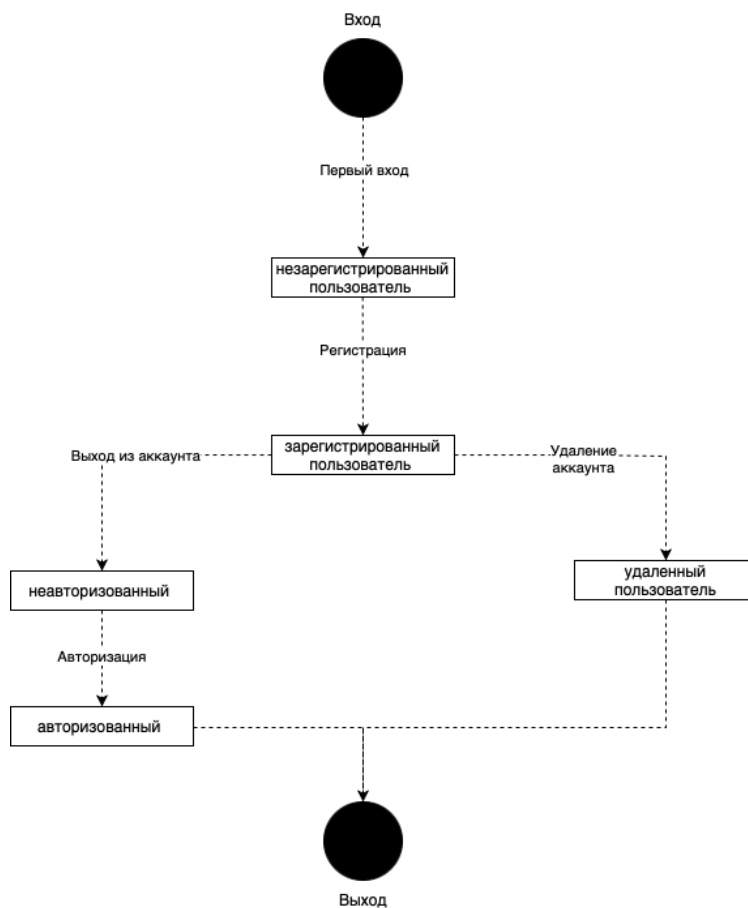 Вход
Первый вход
незарегистрированный
пользователь
Регистрация
зарегистрированный
пользователь
Выход из аккаунта
Удаление
аккаунта
неавторизованный
удаленный
пользователь
Авторизация
авторизованный
Выход